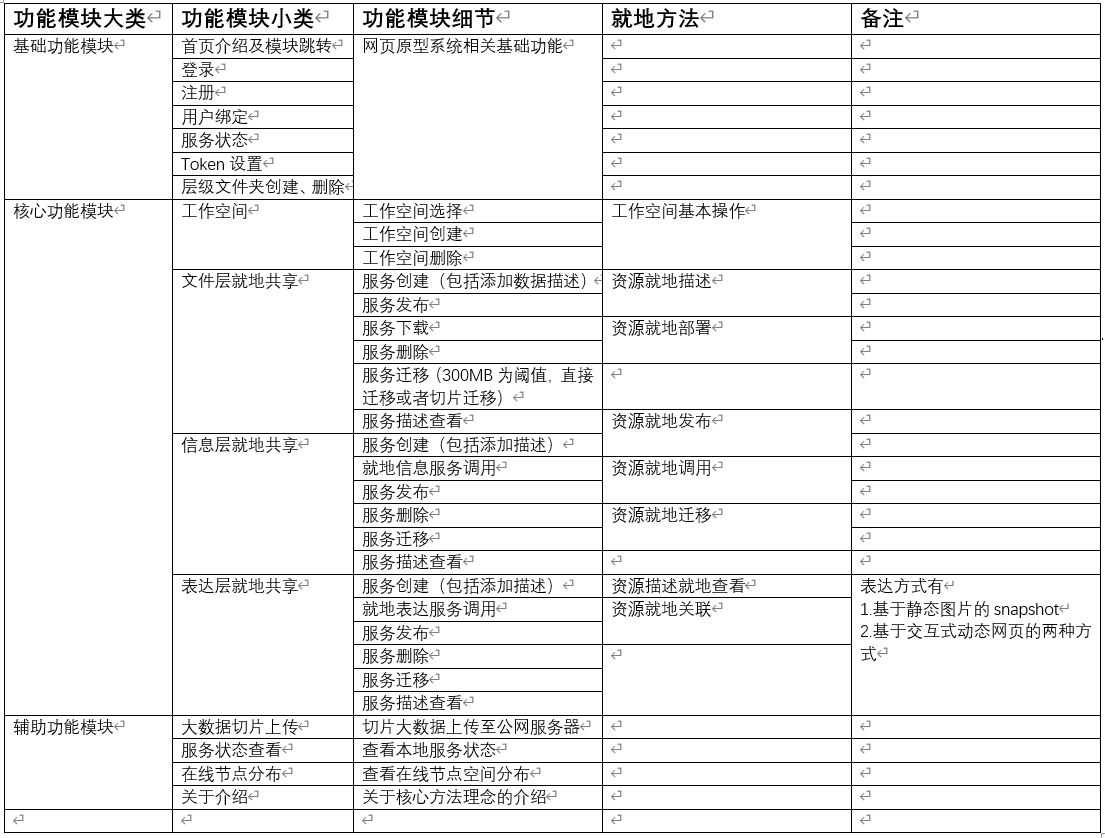 功能模块大类 功能模块小类 功能模块细节 就地方法 备注
基础功能模块 首页介绍及模块跳转 网页原型系统相关基础功能
登录
注册
用户绑定
服务状态
Token 设置
层级文件夹创建、删除
核心功能模块 工作空间 工作空间选择 工作空间基本操作
工作空间创建
工作空间删除
文件层就地共享 服务创建（包括添加数据描述） 资源就地描述
服务发布
服务下载 资源就地部署
服务删除
服务迁移（300MB 为阈值，直接
迁移或者切片迁移）
服务描述查看 资源就地发布
信息层就地共享 服务创建（包括添加描述）
就地信息服务调用 资源就地调用
服务发布
服务删除 资源就地迁移
服务迁移
服务描述查看
表达层就地共享 服务创建（包括添加描述） 资源描述就地查看 表达方式有
就地表达服务调用 资源就地关联 1.基于静态图片的 snapshot
服务发布 2.基于交互式动态网页的两种方
服务删除 式
服务迁移
服务描述查看
辅助功能模块 大数据切片上传 切片大数据上传至公网服务器
服务状态查看 查看本地服务状态
在线节点分布 查看在线节点空间分布
关于介绍 关于核心方法理念的介绍